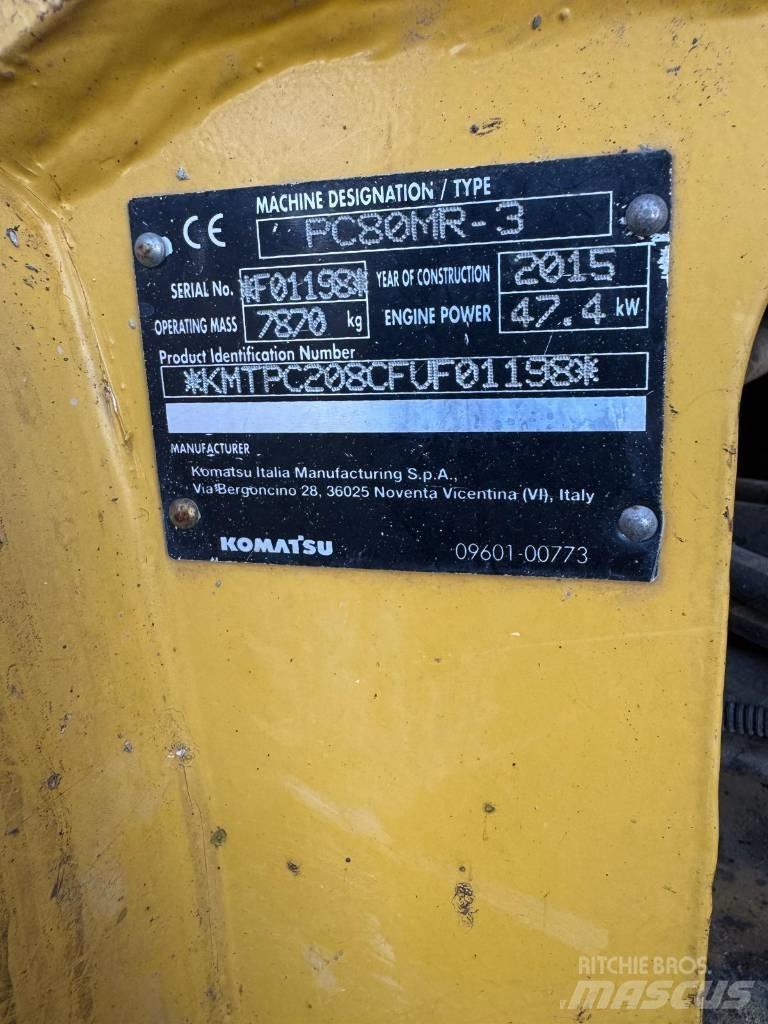 CE MACHINE DESIGNATION / TYPE
PC80MR-3
SERIAL No. *F01198* YEAR OF CONSTRUCTION 2015
OPERATING MASS 7870 kg ENGINE POWER 47.4 kW
Product Identification Number
*KMTPC208CFVF01198*
MANUFACTURER
Komatsu Italia Manufacturing S.p.A.,
Via Bergoncino 28, 36025 Noventa Vicentina (VI), Italy
KOMATSU 09601-00773
RITCHIE BROS.
MASCUS